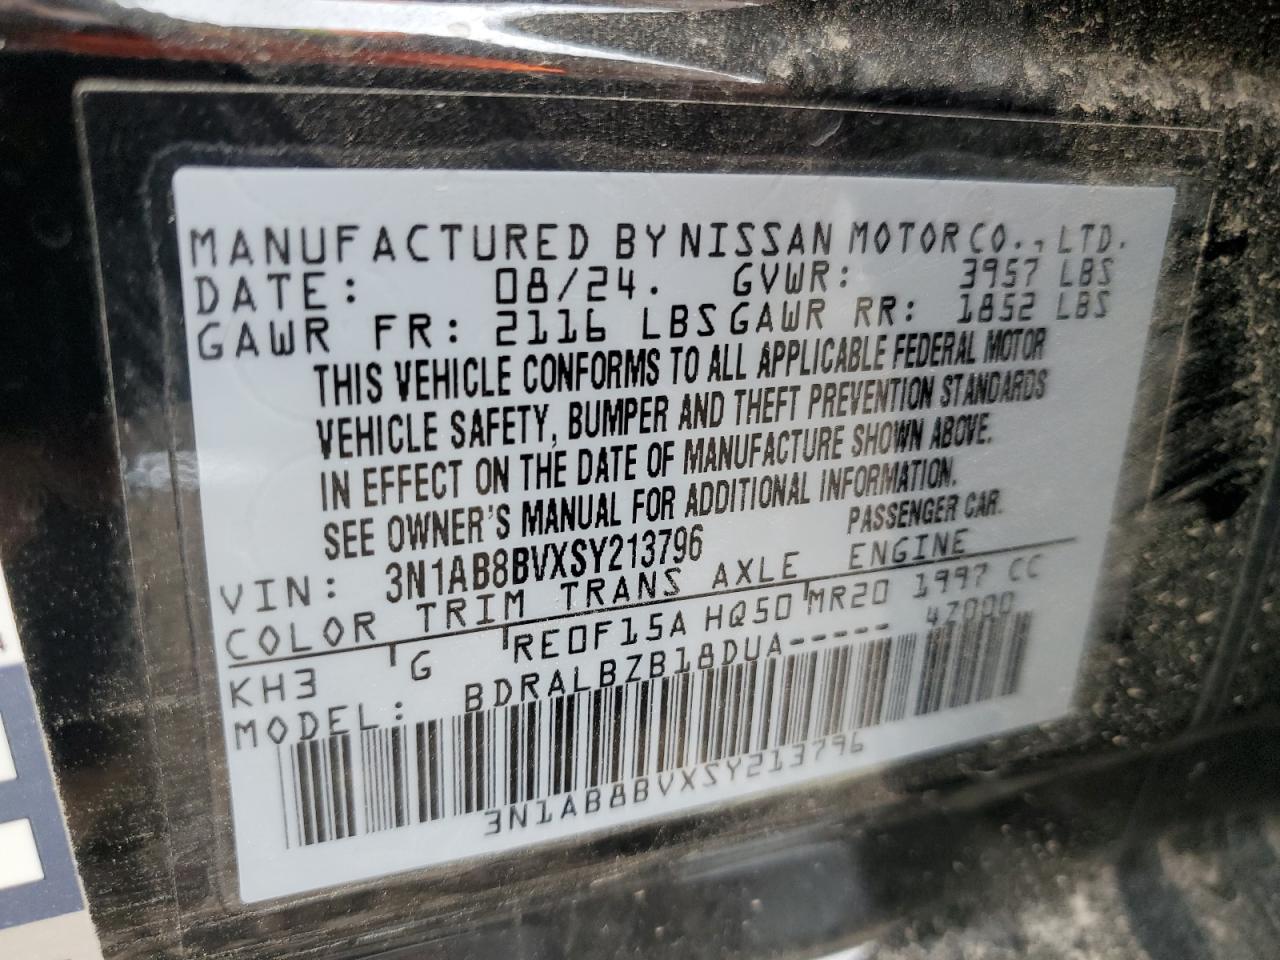 MANUFACTURED BY NISSAN MOTOR CO., LTD.
DATE: 08/24. GVWR: 3957 LBS
GAWR FR: 2116 LBS GAWR RR: 1852 LBS
THIS VEHICLE CONFORMS TO ALL APPLICABLE FEDERAL MOTOR
VEHICLE SAFETY, BUMPER AND THEFT PREVENTION STANDARDS
IN EFFECT ON THE DATE OF MANUFACTURE SHOWN ABOVE.
SEE OWNER'S MANUAL FOR ADDITIONAL INFORMATION.
PASSENGER CAR.
VIN: 3N1AB8BVXSY213796
COLOR TRIM TRANS AXLE ENGINE
KH3 G RE0F15A HQ50 MR20 1997 CC
MODEL: BDRALBZB18DUA----- 4Z000
3N1AB8BVXSY213796